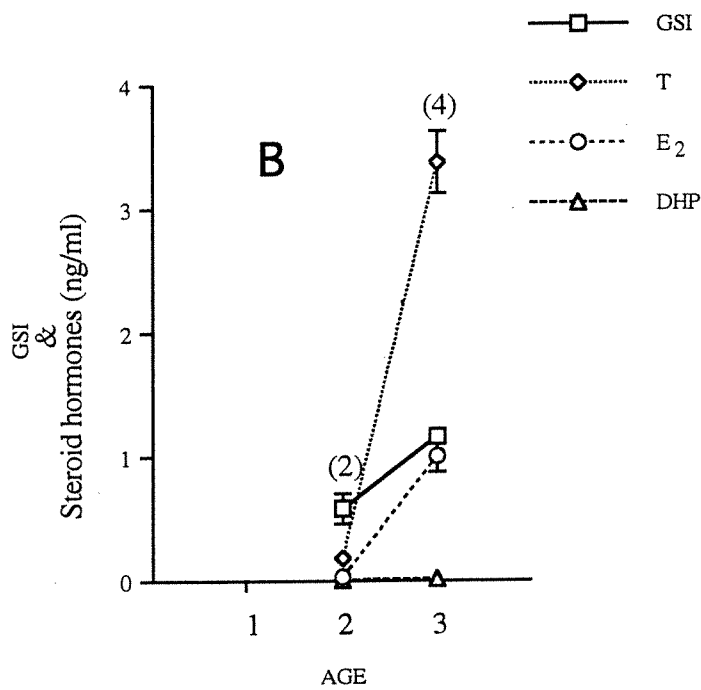 GSI
T
E2
DHP
B
4
3
2
1
0
(2)
(4)
GSI
&
Steroid hormones (ng/ml)
1 2 3
AGE